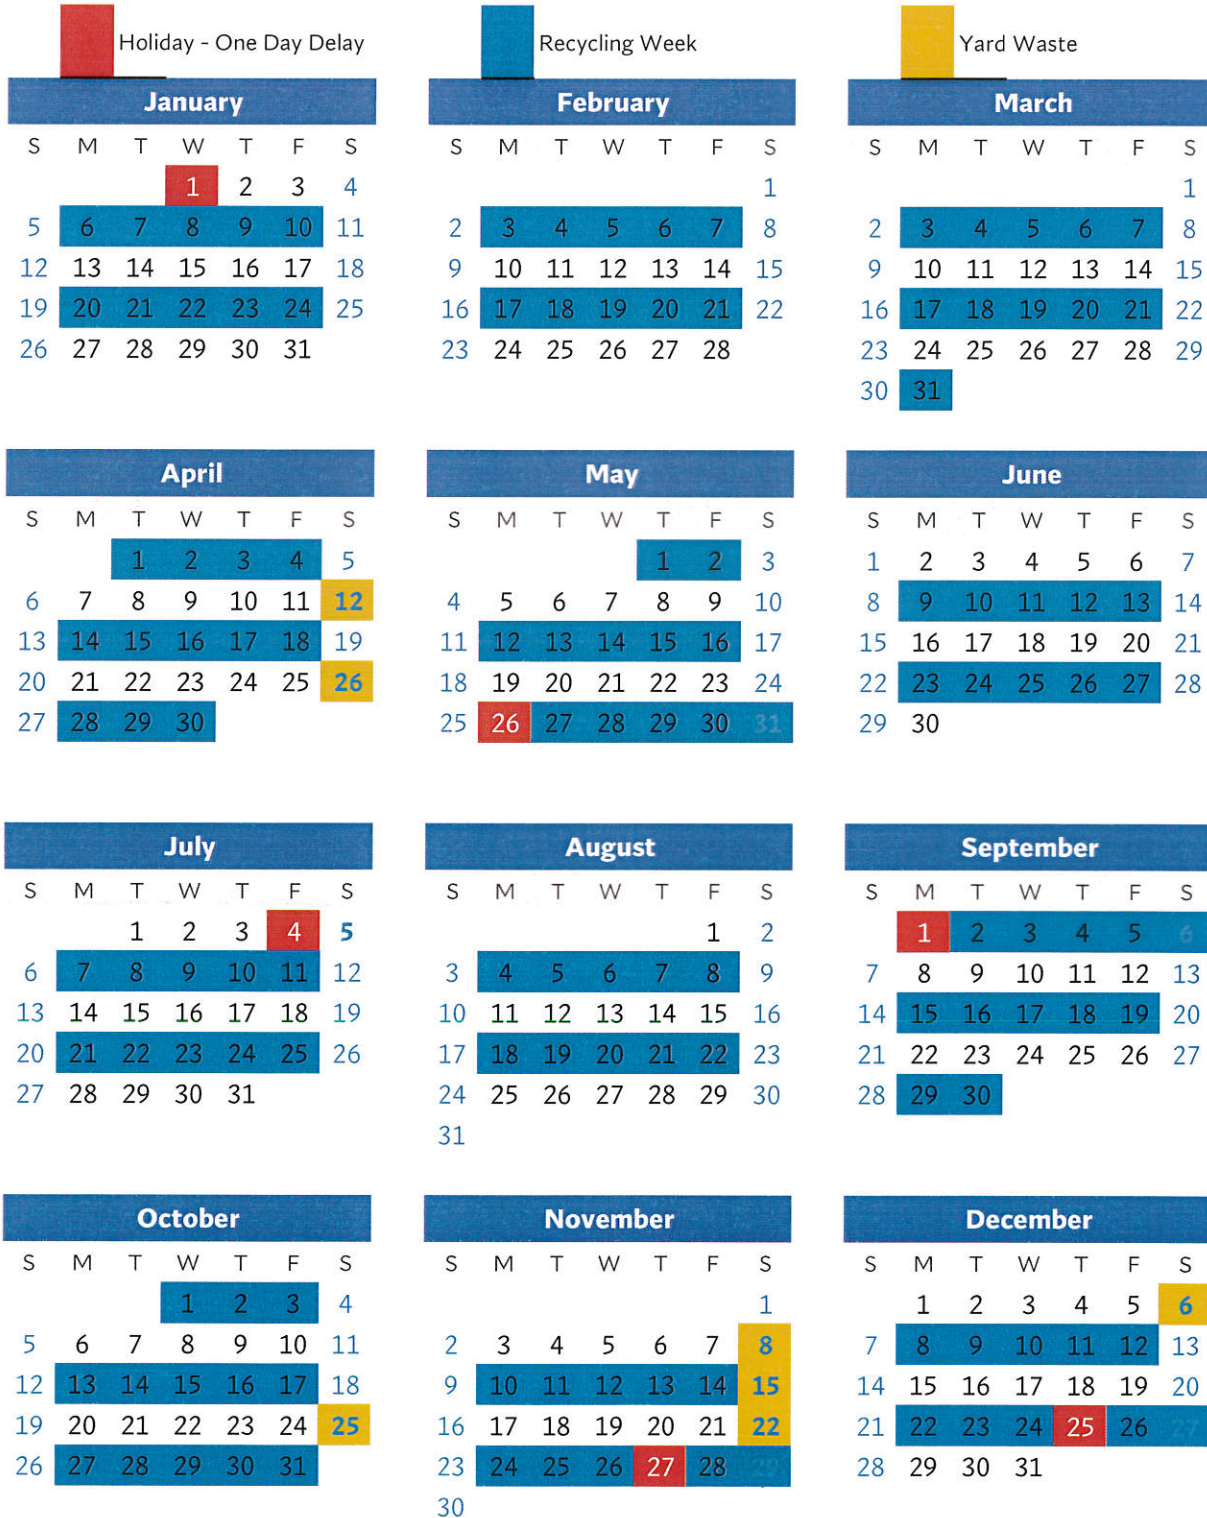 Holiday - One Day Delay Recycling Week Yard Waste
January February March
S M T W T F S S M T W T F S S M T W T F S
1 2 3 4 1 1
5 6 7 8 9 10 11 2 3 4 5 6 7 8 2 3 4 5 6 7 8
12 13 14 15 16 17 18 9 10 11 12 13 14 15 9 10 11 12 13 14 15
19 20 21 22 23 24 25 16 17 18 19 20 21 22 16 17 18 19 20 21 22
26 27 28 29 30 31 23 24 25 26 27 28 23 24 25 26 27 28 29
30 31
April May June
S M T W T F S S M T W T F S S M T W T F S
1 2 3 4 5 1 2 3 1 2 3 4 5 6 7
6 7 8 9 10 11 12 4 5 6 7 8 9 10 8 9 10 11 12 13 14
13 14 15 16 17 18 19 11 12 13 14 15 16 17 15 16 17 18 19 20 21
20 21 22 23 24 25 26 18 19 20 21 22 23 24 22 23 24 25 26 27 28
27 28 29 30 25 26 27 28 29 30 31 29 30
July August September
S M T W T F S S M T W T F S S M T W T F S
1 2 3 4 5 1 2 1 2 3 4 5 6
6 7 8 9 10 11 12 3 4 5 6 7 8 9 7 8 9 10 11 12 13
13 14 15 16 17 18 19 10 11 12 13 14 15 16 14 15 16 17 18 19 20
20 21 22 23 24 25 26 17 18 19 20 21 22 23 21 22 23 24 25 26 27
27 28 29 30 31 24 25 26 27 28 29 30 28 29 30
31
October November December
S M T W T F S S M T W T F S S M T W T F S
1 2 3 4 1 1 2 3 4 5 6
5 6 7 8 9 10 11 2 3 4 5 6 7 8 7 8 9 10 11 12 13
12 13 14 15 16 17 18 9 10 11 12 13 14 15 14 15 16 17 18 19 20
19 20 21 22 23 24 25 16 17 18 19 20 21 22 21 22 23 24 25 26 27
26 27 28 29 30 31 23 24 25 26 27 28 29 28 29 30 31
30